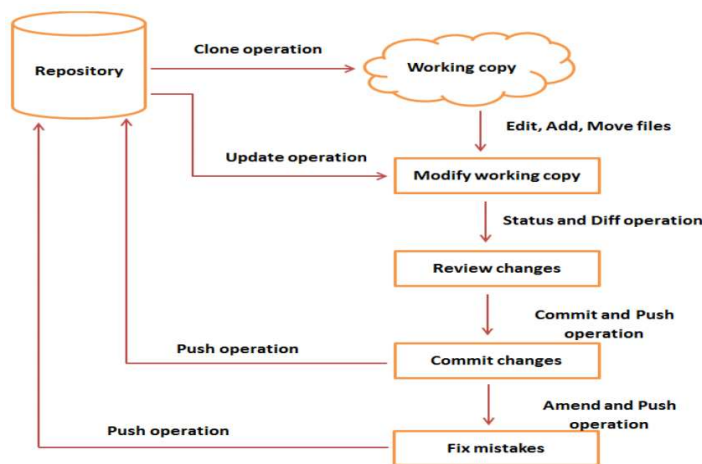 Clone operation
Repository
Working copy
Edit, Add, Move files
Update operation
Modify working copy
Status and Diff operation
Review changes
Commit and Push
operation
Push operation
Commit changes
Amend and Push
operation
Push operation
Fix mistakes